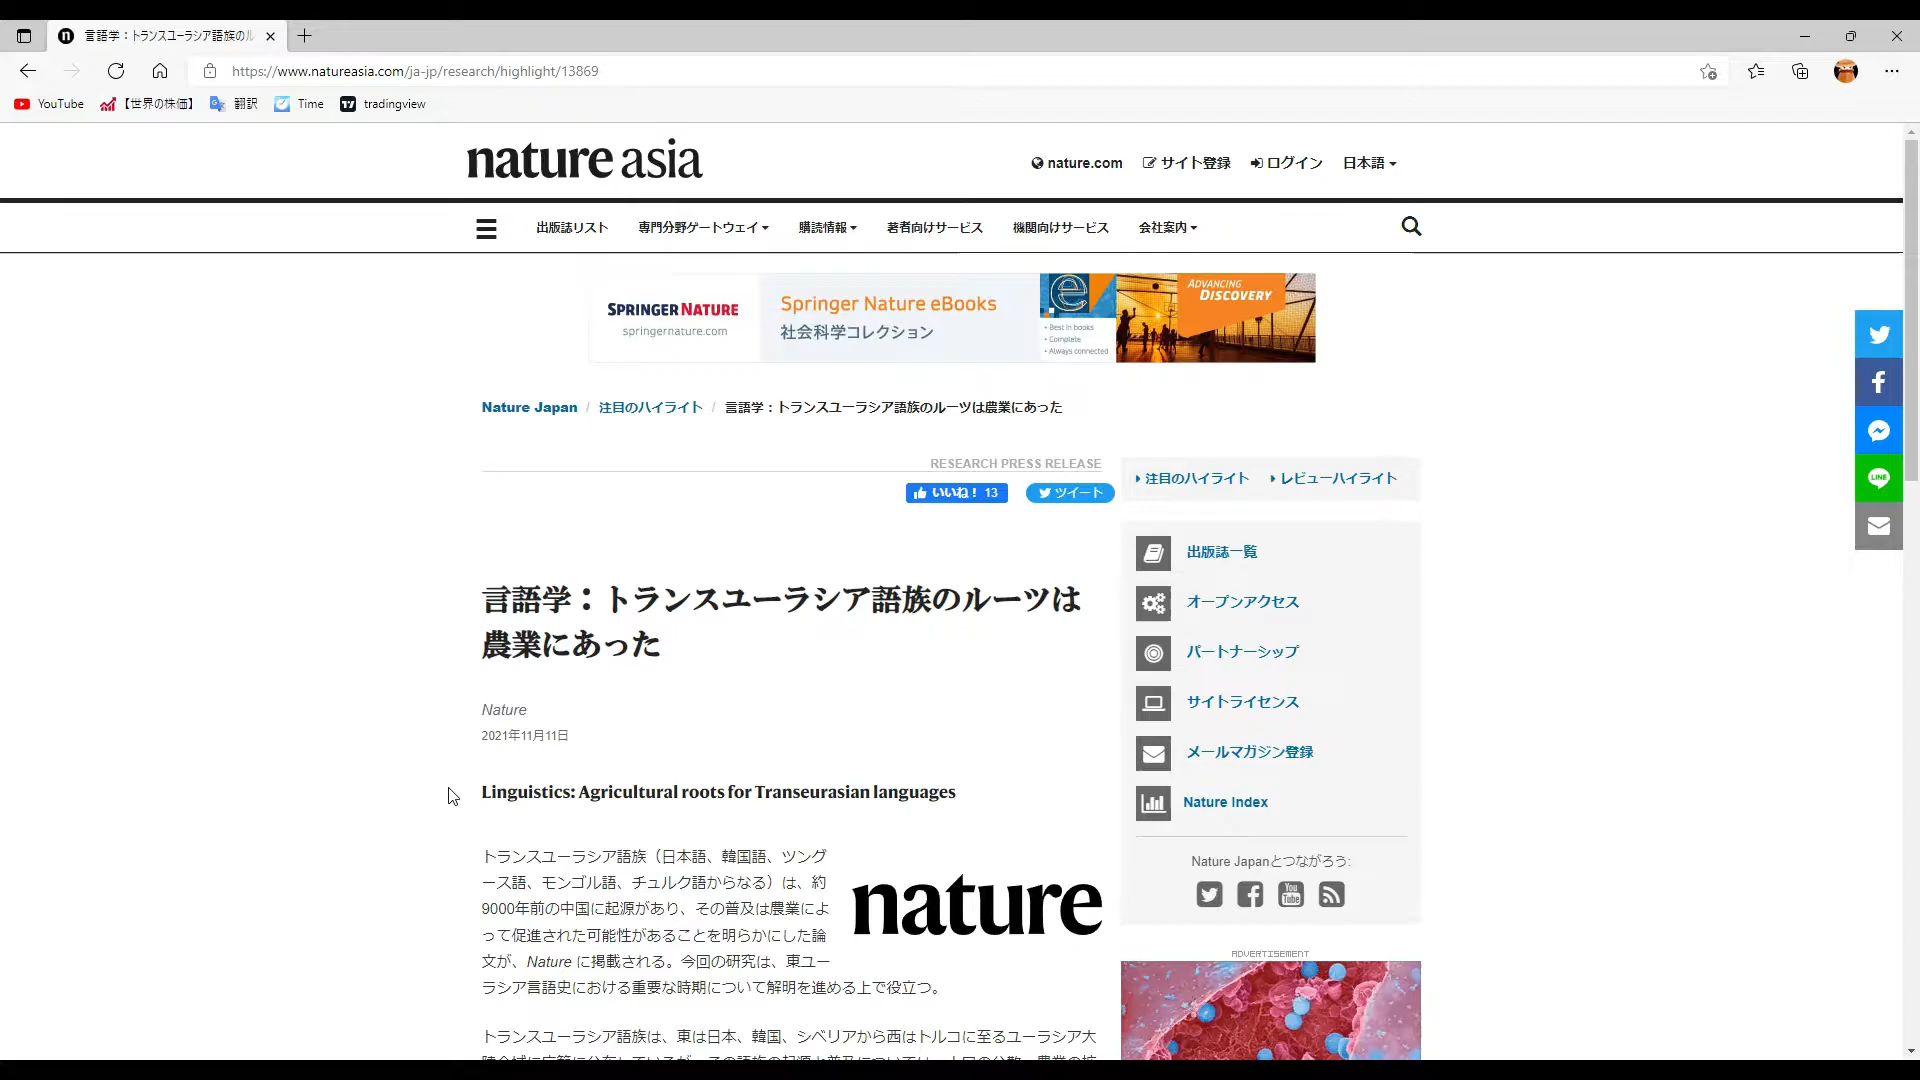 言語学：トランスユーラシア語族のル
https://www.natureasia.com/ja-jp/research/highlight/13869
YouTube 【世界の株価】 翻訳 Time tradingview
nature asia
nature.com サイト登録 ログイン 日本語
出版誌リスト 専門分野ゲートウェイ 購読情報 著者向けサービス 機関向けサービス 会社案内
SPRINGER NATURE
springernature.com
Springer Nature eBooks
社会科学コレクション
• Best in books
• Complete
• Always connected
ADVANCING
DISCOVERY
Nature Japan / 注目のハイライト / 言語学：トランスユーラシア語族のルーツは農業にあった
RESEARCH PRESS RELEASE
いいね！ 13 ツイート
言語学：トランスユーラシア語族のルーツは
農業にあった
Nature
2021年11月11日
Linguistics: Agricultural roots for Transeurasian languages
トランスユーラシア語族（日本語、韓国語、ツング
ース語、モンゴル語、チュルク語からなる）は、約
9000年前の中国に起源があり、その普及は農業によ
って促進された可能性があることを明らかにした論
文が、Nature に掲載される。今回の研究は、東ユー
ラシア言語史における重要な時期について解明を進める上で役立つ。
nature
トランスユーラシア語族は、東は日本、韓国、シベリアから西はトルコに至るユーラシア大
注目のハイライト レビューハイライト
出版誌一覧
オープンアクセス
パートナーシップ
サイトライセンス
メールマガジン登録
Nature Index
Nature Japanとつながろう:
You
Tube
ADVERTISEMENT
LINE